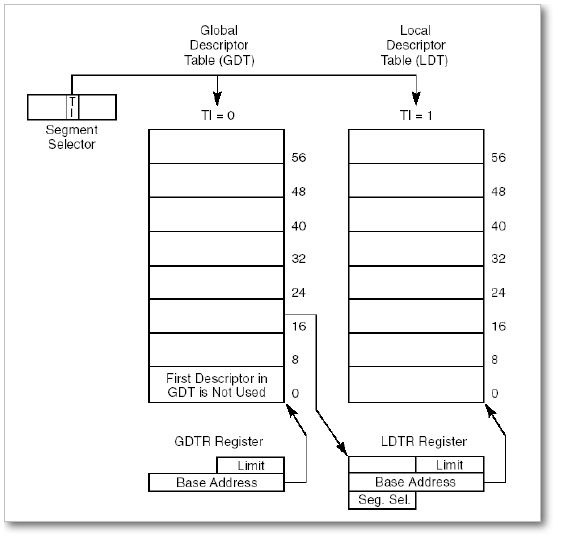 Global
Descriptor
Table (GDT)
Local
Descriptor
Table (LDT)
T
I
Segment
Selector
TI = 0
TI = 1
56
56
48
48
40
40
32
32
24
24
16
16
8
8
First Descriptor in
GDT is Not Used
0
0
GDTR Register
LDTR Register
Limit
Limit
Base Address
Base Address
Seg. Sel.